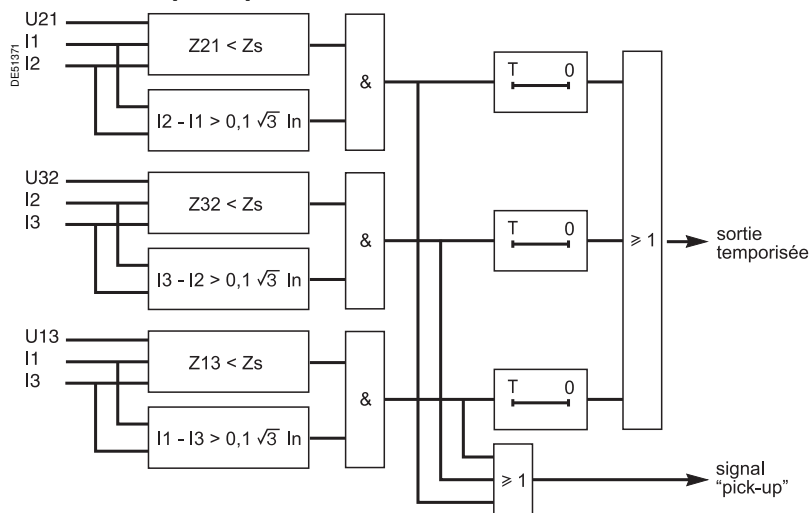 U21
I1
I2
DE51371
Z21 < Zs
I2 - I1 > 0,1 √3 In
&
T 0
U32
I2
I3
Z32 < Zs
I3 - I2 > 0,1 √3 In
&
T 0
≥ 1
sortie
temporisée
U13
I1
I3
Z13 < Zs
I1 - I3 > 0,1 √3 In
&
T 0
≥ 1
signal
“pick-up”